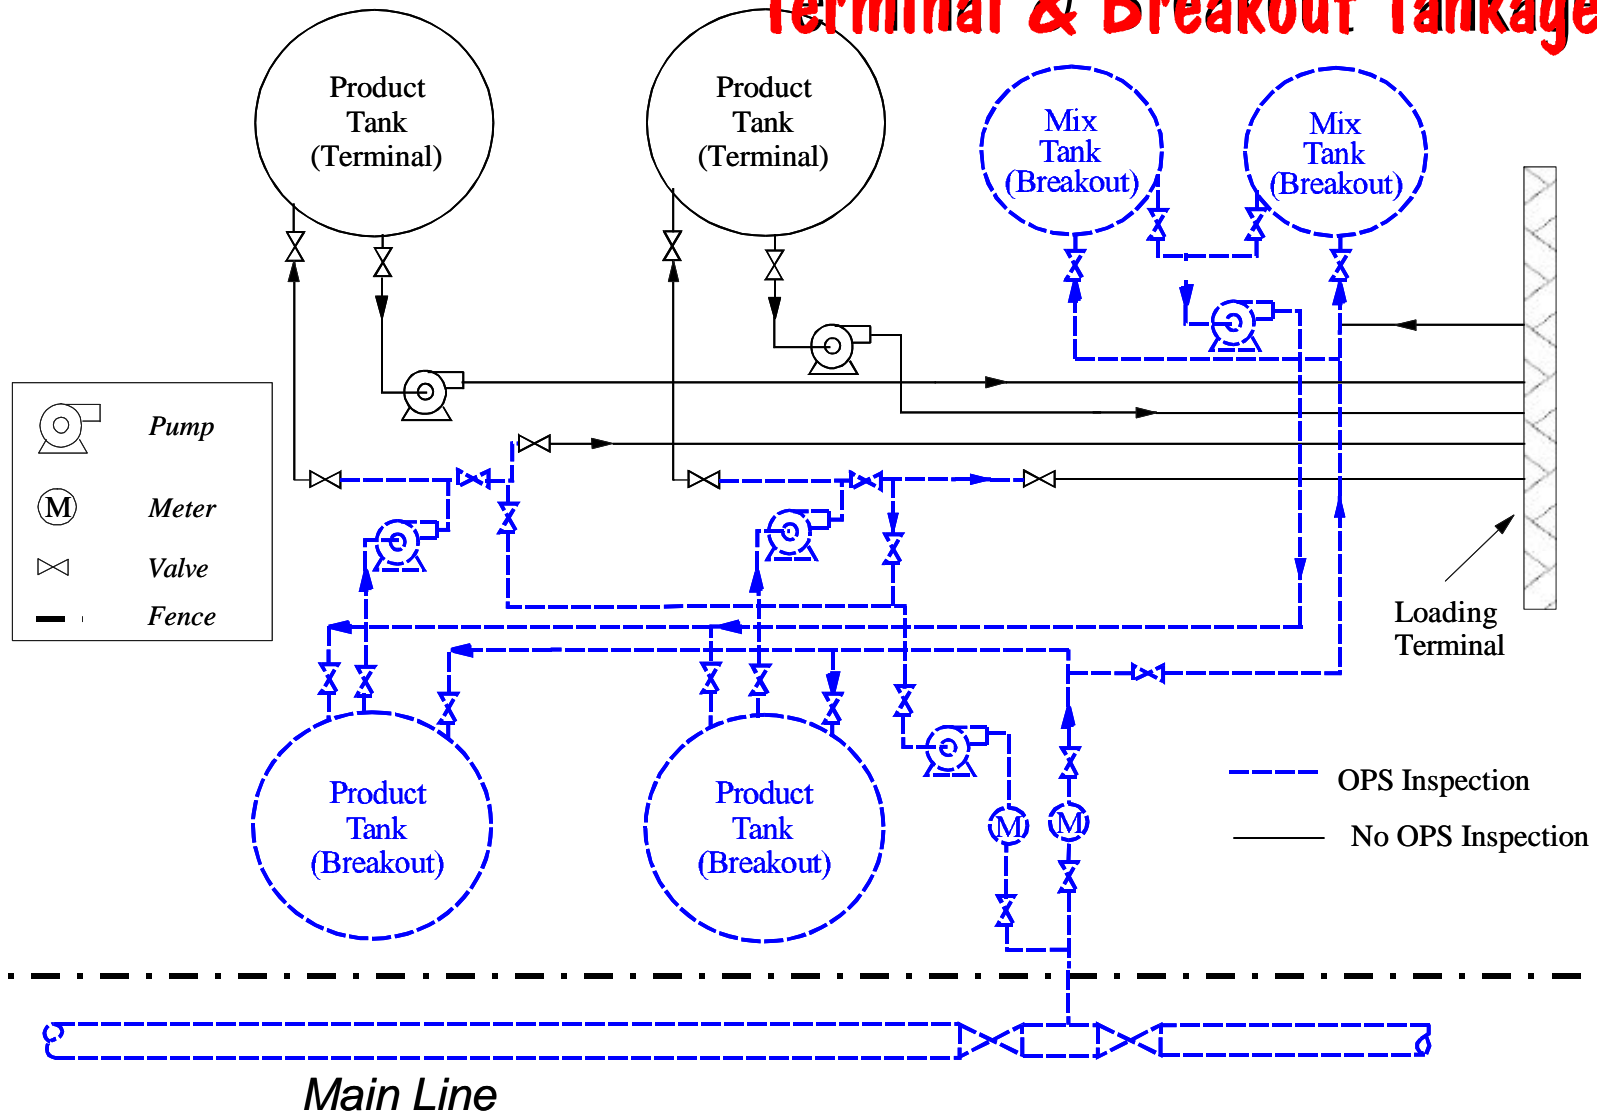 Terminal & Breakout Tankage
Product
Tank
(Terminal)
Product
Tank
(Terminal)
Mix
Tank
(Breakout)
Mix
Tank
(Breakout)
Pump
M
Meter
Valve
Fence
Loading
Terminal
Product
Tank
(Breakout)
Product
Tank
(Breakout)
M
M
OPS Inspection
No OPS Inspection
Main Line